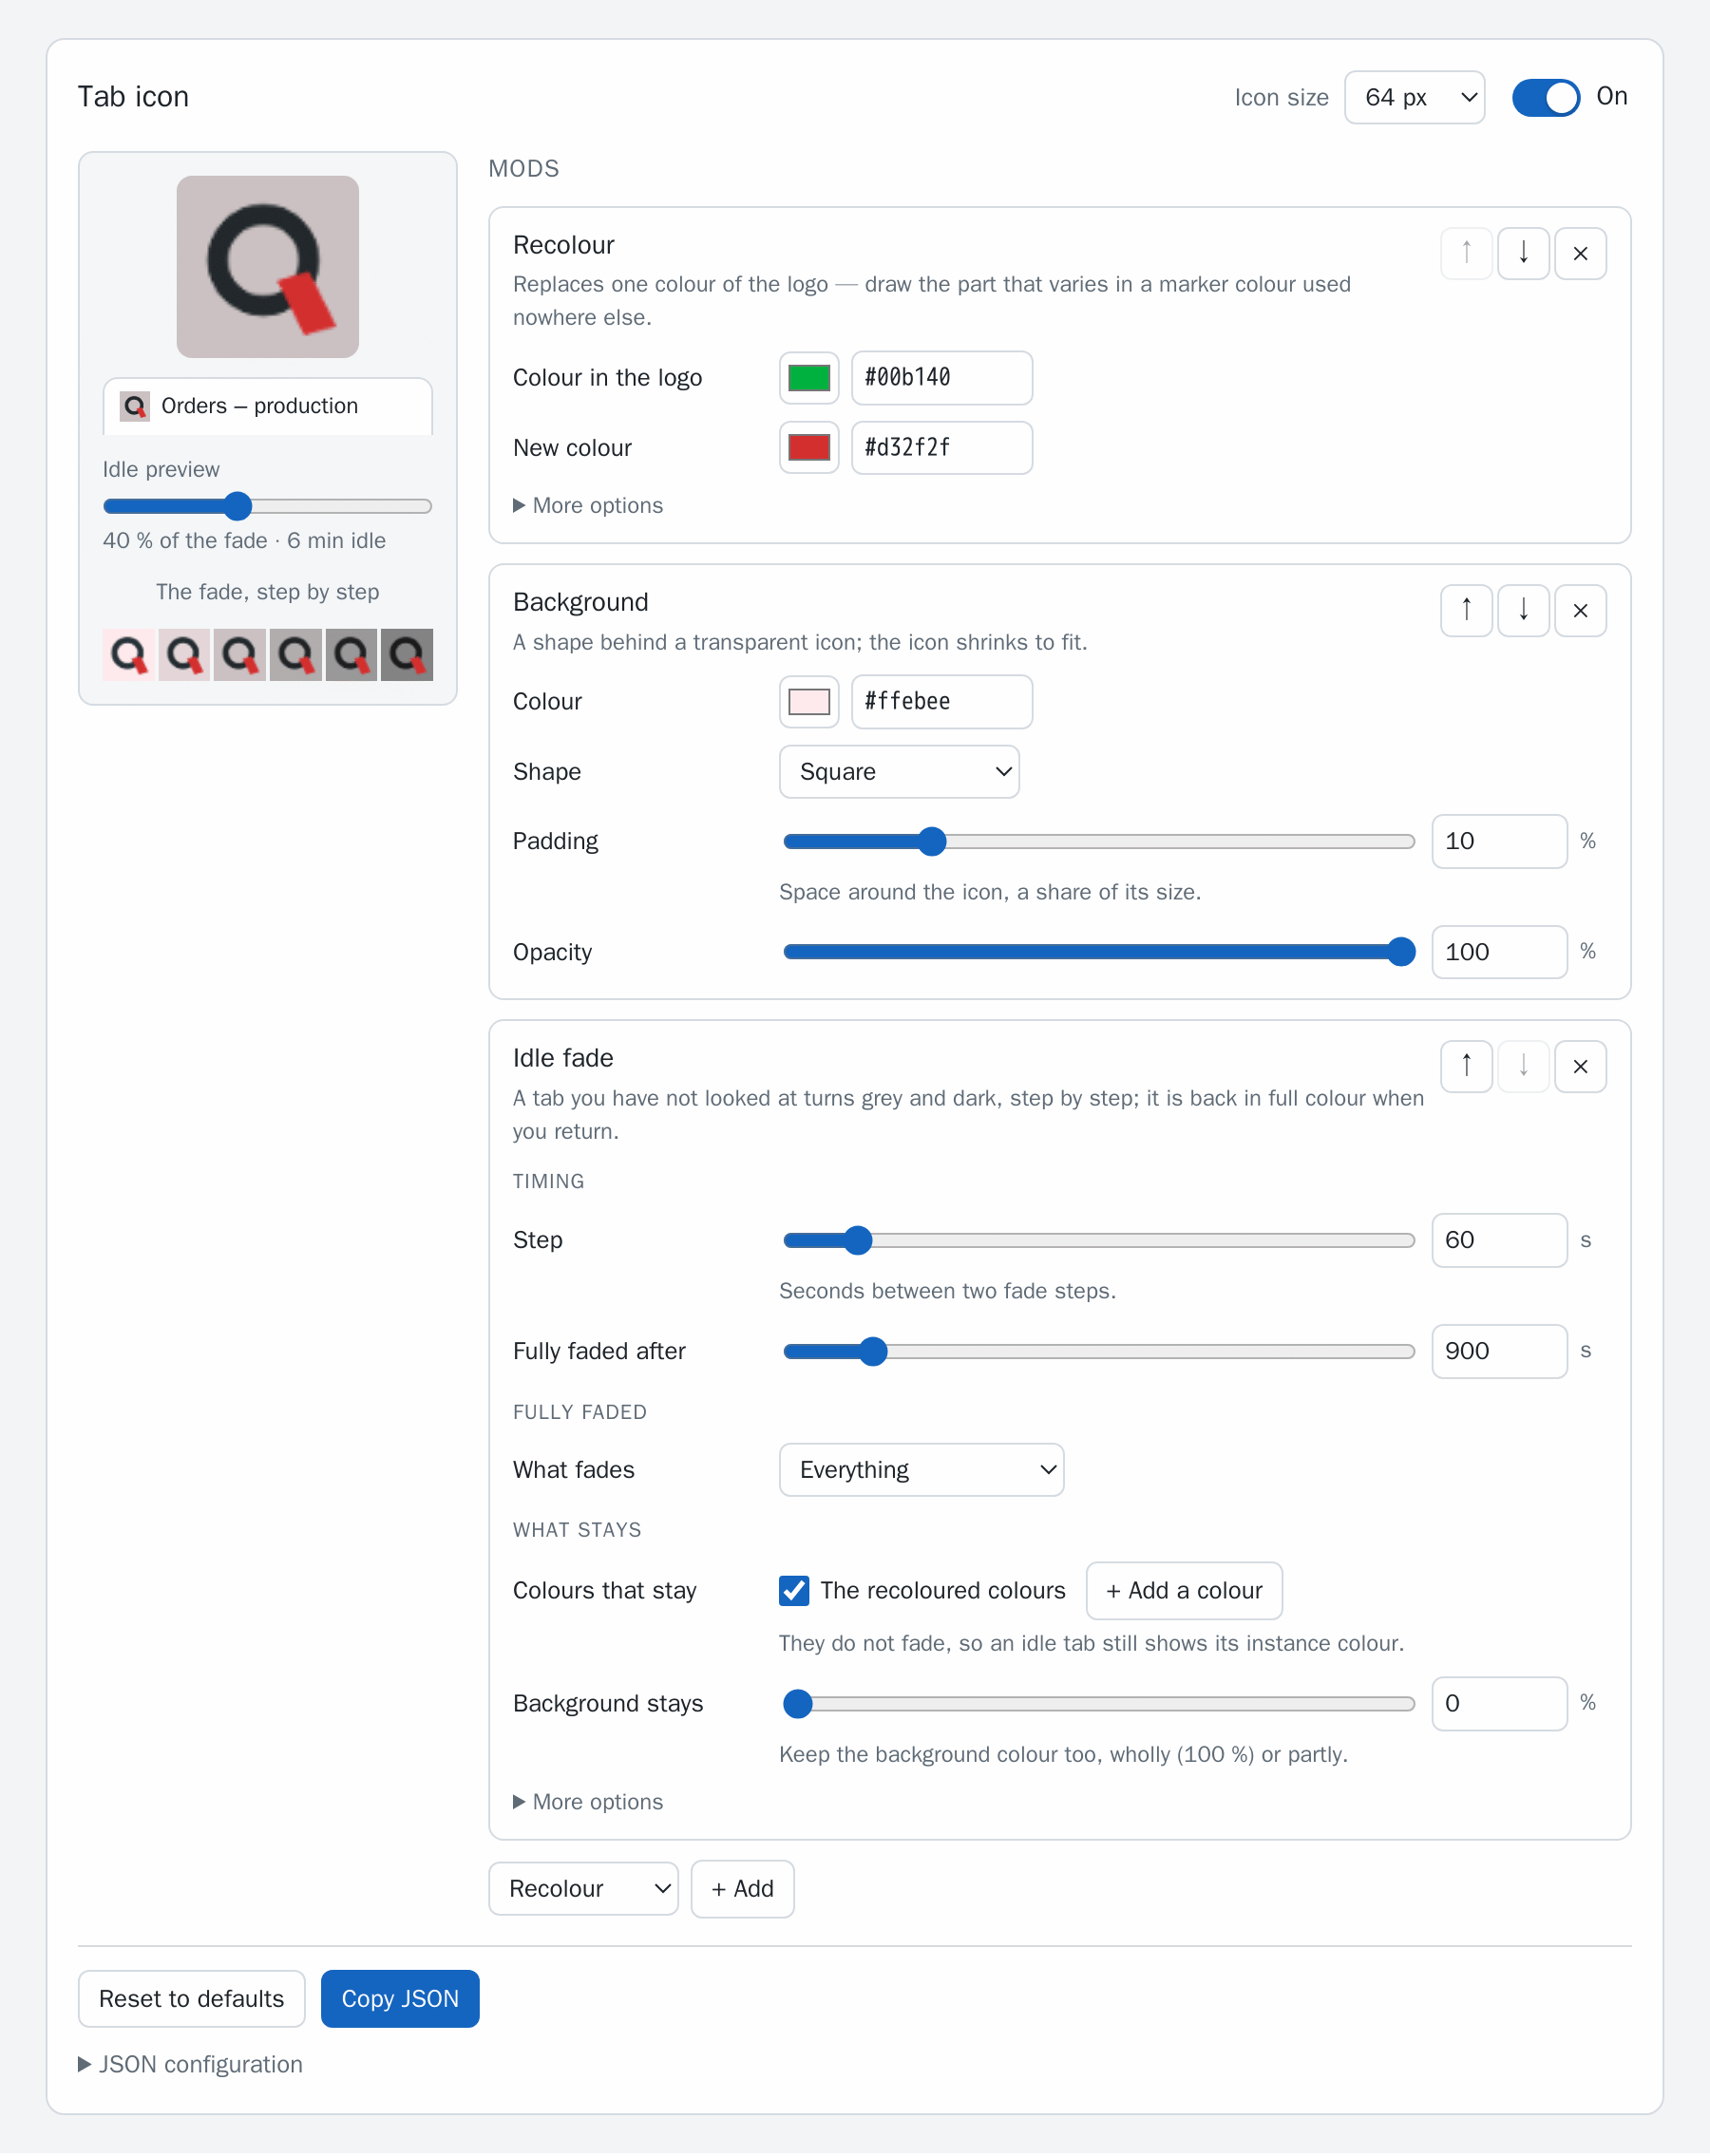 Tab icon
Icon size
64 px
On
Orders – production
Idle preview
40 % of the fade · 6 min idle
The fade, step by step
MODS
Recolour
Replaces one colour of the logo — draw the part that varies in a marker colour used
nowhere else.
Colour in the logo
#00b140
New colour
#d32f2f
More options
Background
A shape behind a transparent icon; the icon shrinks to fit.
Colour
#ffebee
Shape
Square
Padding
10
%
Space around the icon, a share of its size.
Opacity
100
%
Idle fade
A tab you have not looked at turns grey and dark, step by step; it is back in full colour when
you return.
TIMING
Step
60
s
Seconds between two fade steps.
Fully faded after
900
s
FULLY FADED
What fades
Everything
WHAT STAYS
Colours that stay
The recoloured colours
+ Add a colour
They do not fade, so an idle tab still shows its instance colour.
Background stays
0
%
Keep the background colour too, wholly (100 %) or partly.
More options
Recolour
+ Add
Reset to defaults
Copy JSON
JSON configuration